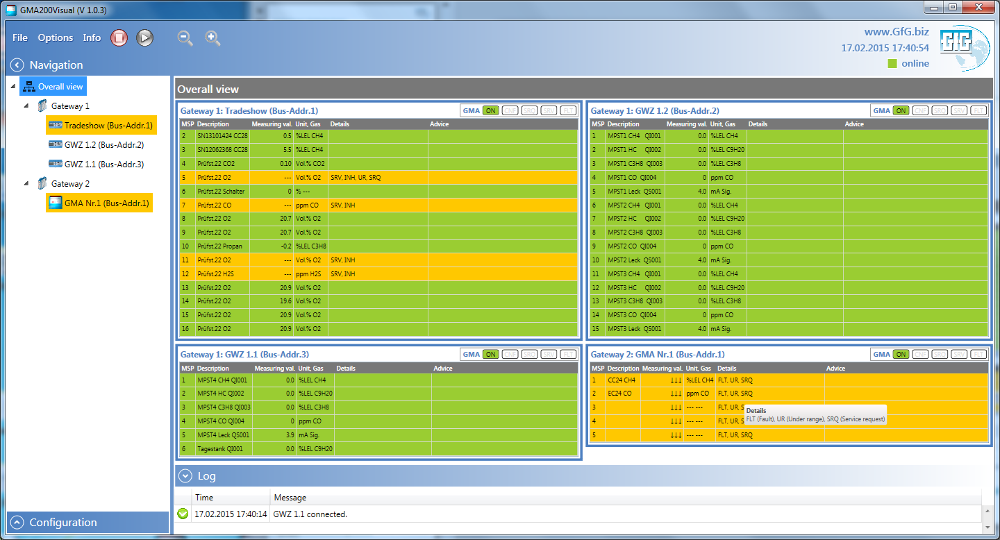 GMA200Visual (V 1.0.3)
File Options Info
www.GfG.biz
17.02.2015 17:40:54
online
GfG
Navigation
Overall view
Gateway 1
Tradeshow (Bus-Addr.1)
GWZ 1.2 (Bus-Addr.2)
GWZ 1.1 (Bus-Addr.3)
Gateway 2
GMA Nr.1 (Bus-Addr.1)
Configuration
Overall view
Gateway 1: Tradeshow (Bus-Addr.1) GMA ON CNF SRQ SRV FLT
MSP Description Measuring val. Unit, Gas Details Advice
2 SN13101424 CC28 0.5 %LEL CH4
3 SN12062368 CC28 5.5 %LEL CH4
4 Prüfst.22 CO2 0.10 Vol.% CO2
5 Prüfst.22 O2 --- Vol.% O2 SRV, INH, UR, SRQ
6 Prüfst.22 Schalter 0 % ---
7 Prüfst.22 CO --- ppm CO SRV, INH
8 Prüfst.22 O2 20.7 Vol.% O2
9 Prüfst.22 O2 20.7 Vol.% O2
10 Prüfst.22 Propan -0.2 %LEL C3H8
11 Prüfst.22 O2 --- Vol.% O2 SRV, INH
12 Prüfst.22 H2S --- ppm H2S SRV, INH
13 Prüfst.22 O2 20.9 Vol.% O2
14 Prüfst.22 O2 19.6 Vol.% O2
15 Prüfst.22 O2 20.9 Vol.% O2
16 Prüfst.22 O2 20.9 Vol.% O2
Gateway 1: GWZ 1.2 (Bus-Addr.2) GMA ON CNF SRQ SRV FLT
MSP Description Measuring val. Unit, Gas Details Advice
1 MPST1 CH4 QI001 0.0 %LEL CH4
2 MPST1 HC QI002 0.0 %LEL C9H20
3 MPST1 C3H8 QI003 0.0 %LEL C3H8
4 MPST1 CO QI004 0 ppm CO
5 MPST1 Leck QS001 4.0 mA Sig.
6 MPST2 CH4 QI001 0.0 %LEL CH4
7 MPST2 HC QI002 0.0 %LEL C9H20
8 MPST2 C3H8 QI003 0.0 %LEL C3H8
9 MPST2 CO QI004 0 ppm CO
10 MPST2 Leck QS001 4.0 mA Sig.
11 MPST3 CH4 QI001 0.0 %LEL CH4
12 MPST3 HC QI002 0.0 %LEL C9H20
13 MPST3 C3H8 QI003 0.0 %LEL C3H8
14 MPST3 CO QI004 0 ppm CO
15 MPST3 Leck QS001 4.0 mA Sig.
Gateway 1: GWZ 1.1 (Bus-Addr.3) GMA ON CNF SRQ SRV FLT
MSP Description Measuring val. Unit, Gas Details Advice
1 MPST4 CH4 QI001 0.0 %LEL CH4
2 MPST4 HC QI002 0.0 %LEL C9H20
3 MPST4 C3H8 QI003 0.0 %LEL C3H8
4 MPST4 CO QI004 0 ppm CO
5 MPST4 Leck QS001 3.9 mA Sig.
6 Tagestank QI001 0.0 %LEL C9H20
Gateway 2: GMA Nr.1 (Bus-Addr.1) GMA ON CNF SRQ SRV FLT
MSP Description Measuring val. Unit, Gas Details Advice
1 CC24 CH4 ↓↓↓ %LEL CH4 FLT, UR, SRQ
2 EC24 CO ↓↓↓ ppm CO FLT, UR, SRQ
3 ↓↓↓ --- --- FLT, UR, S
4 ↓↓↓ --- --- FLT, UR, S
5 ↓↓↓ --- --- FLT, UR, SRQ
Details
FLT (Fault), UR (Under range), SRQ (Service request)
Log
Time Message
17.02.2015 17:40:14 GWZ 1.1 connected.